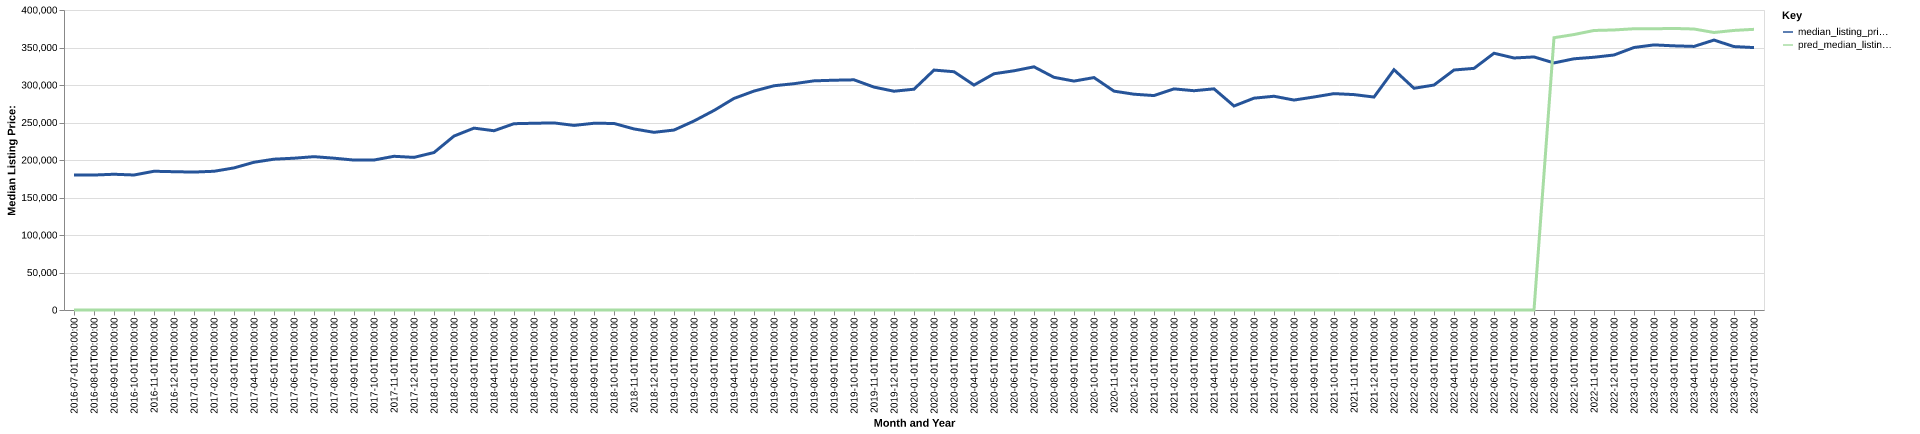 400,000
350,000
300,000
250,000
200,000
150,000
100,000
50,000
0
Median Listing Price:
2016-07-01T00:00:00
2016-08-01T00:00:00
2016-09-01T00:00:00
2016-10-01T00:00:00
2016-11-01T00:00:00
2016-12-01T00:00:00
2017-01-01T00:00:00
2017-02-01T00:00:00
2017-03-01T00:00:00
2017-04-01T00:00:00
2017-05-01T00:00:00
2017-06-01T00:00:00
2017-07-01T00:00:00
2017-08-01T00:00:00
2017-09-01T00:00:00
2017-10-01T00:00:00
2017-11-01T00:00:00
2017-12-01T00:00:00
2018-01-01T00:00:00
2018-02-01T00:00:00
2018-03-01T00:00:00
2018-04-01T00:00:00
2018-05-01T00:00:00
2018-06-01T00:00:00
2018-07-01T00:00:00
2018-08-01T00:00:00
2018-09-01T00:00:00
2018-10-01T00:00:00
2018-11-01T00:00:00
2018-12-01T00:00:00
2019-01-01T00:00:00
2019-02-01T00:00:00
2019-03-01T00:00:00
2019-04-01T00:00:00
2019-05-01T00:00:00
2019-06-01T00:00:00
2019-07-01T00:00:00
2019-08-01T00:00:00
2019-09-01T00:00:00
2019-10-01T00:00:00
2019-11-01T00:00:00
2019-12-01T00:00:00
2020-01-01T00:00:00
2020-02-01T00:00:00
2020-03-01T00:00:00
2020-04-01T00:00:00
2020-05-01T00:00:00
2020-06-01T00:00:00
2020-07-01T00:00:00
2020-08-01T00:00:00
2020-09-01T00:00:00
2020-10-01T00:00:00
2020-11-01T00:00:00
2020-12-01T00:00:00
2021-01-01T00:00:00
2021-02-01T00:00:00
2021-03-01T00:00:00
2021-04-01T00:00:00
2021-05-01T00:00:00
2021-06-01T00:00:00
2021-07-01T00:00:00
2021-08-01T00:00:00
2021-09-01T00:00:00
2021-10-01T00:00:00
2021-11-01T00:00:00
2021-12-01T00:00:00
2022-01-01T00:00:00
2022-02-01T00:00:00
2022-03-01T00:00:00
2022-04-01T00:00:00
2022-05-01T00:00:00
2022-06-01T00:00:00
2022-07-01T00:00:00
2022-08-01T00:00:00
2022-09-01T00:00:00
2022-10-01T00:00:00
2022-11-01T00:00:00
2022-12-01T00:00:00
2023-01-01T00:00:00
2023-02-01T00:00:00
2023-03-01T00:00:00
2023-04-01T00:00:00
2023-05-01T00:00:00
2023-06-01T00:00:00
2023-07-01T00:00:00
Month and Year
Key
median_listing_pri…
pred_median_listin…